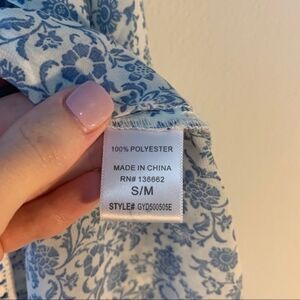 100% POLYESTER
MADE IN CHINA
RN# 136662
S/M
STYLE# GYD500505E